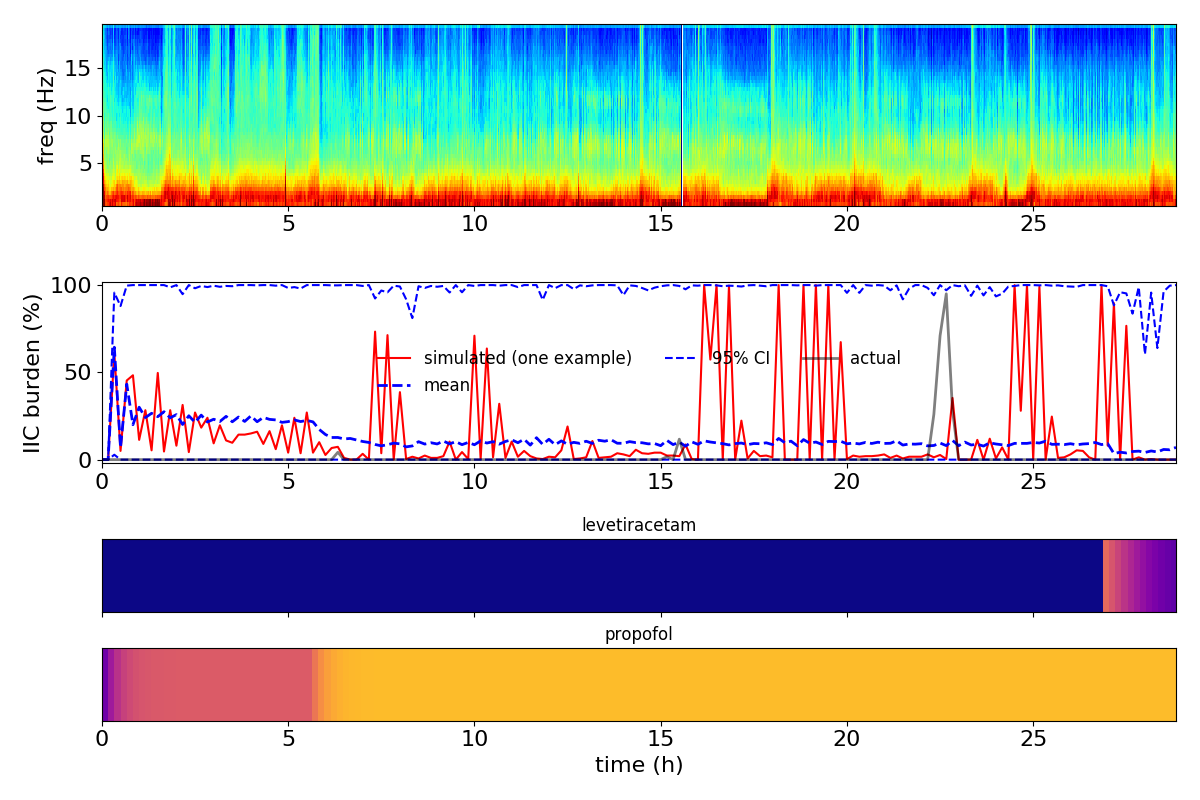 freq (Hz)
15
10
5
0 5 10 15 20 25
IIC burden (%)
100
50
0
simulated (one example) 95% CI actual
mean
0 5 10 15 20 25
levetiracetam
propofol
0 5 10 15 20 25
time (h)